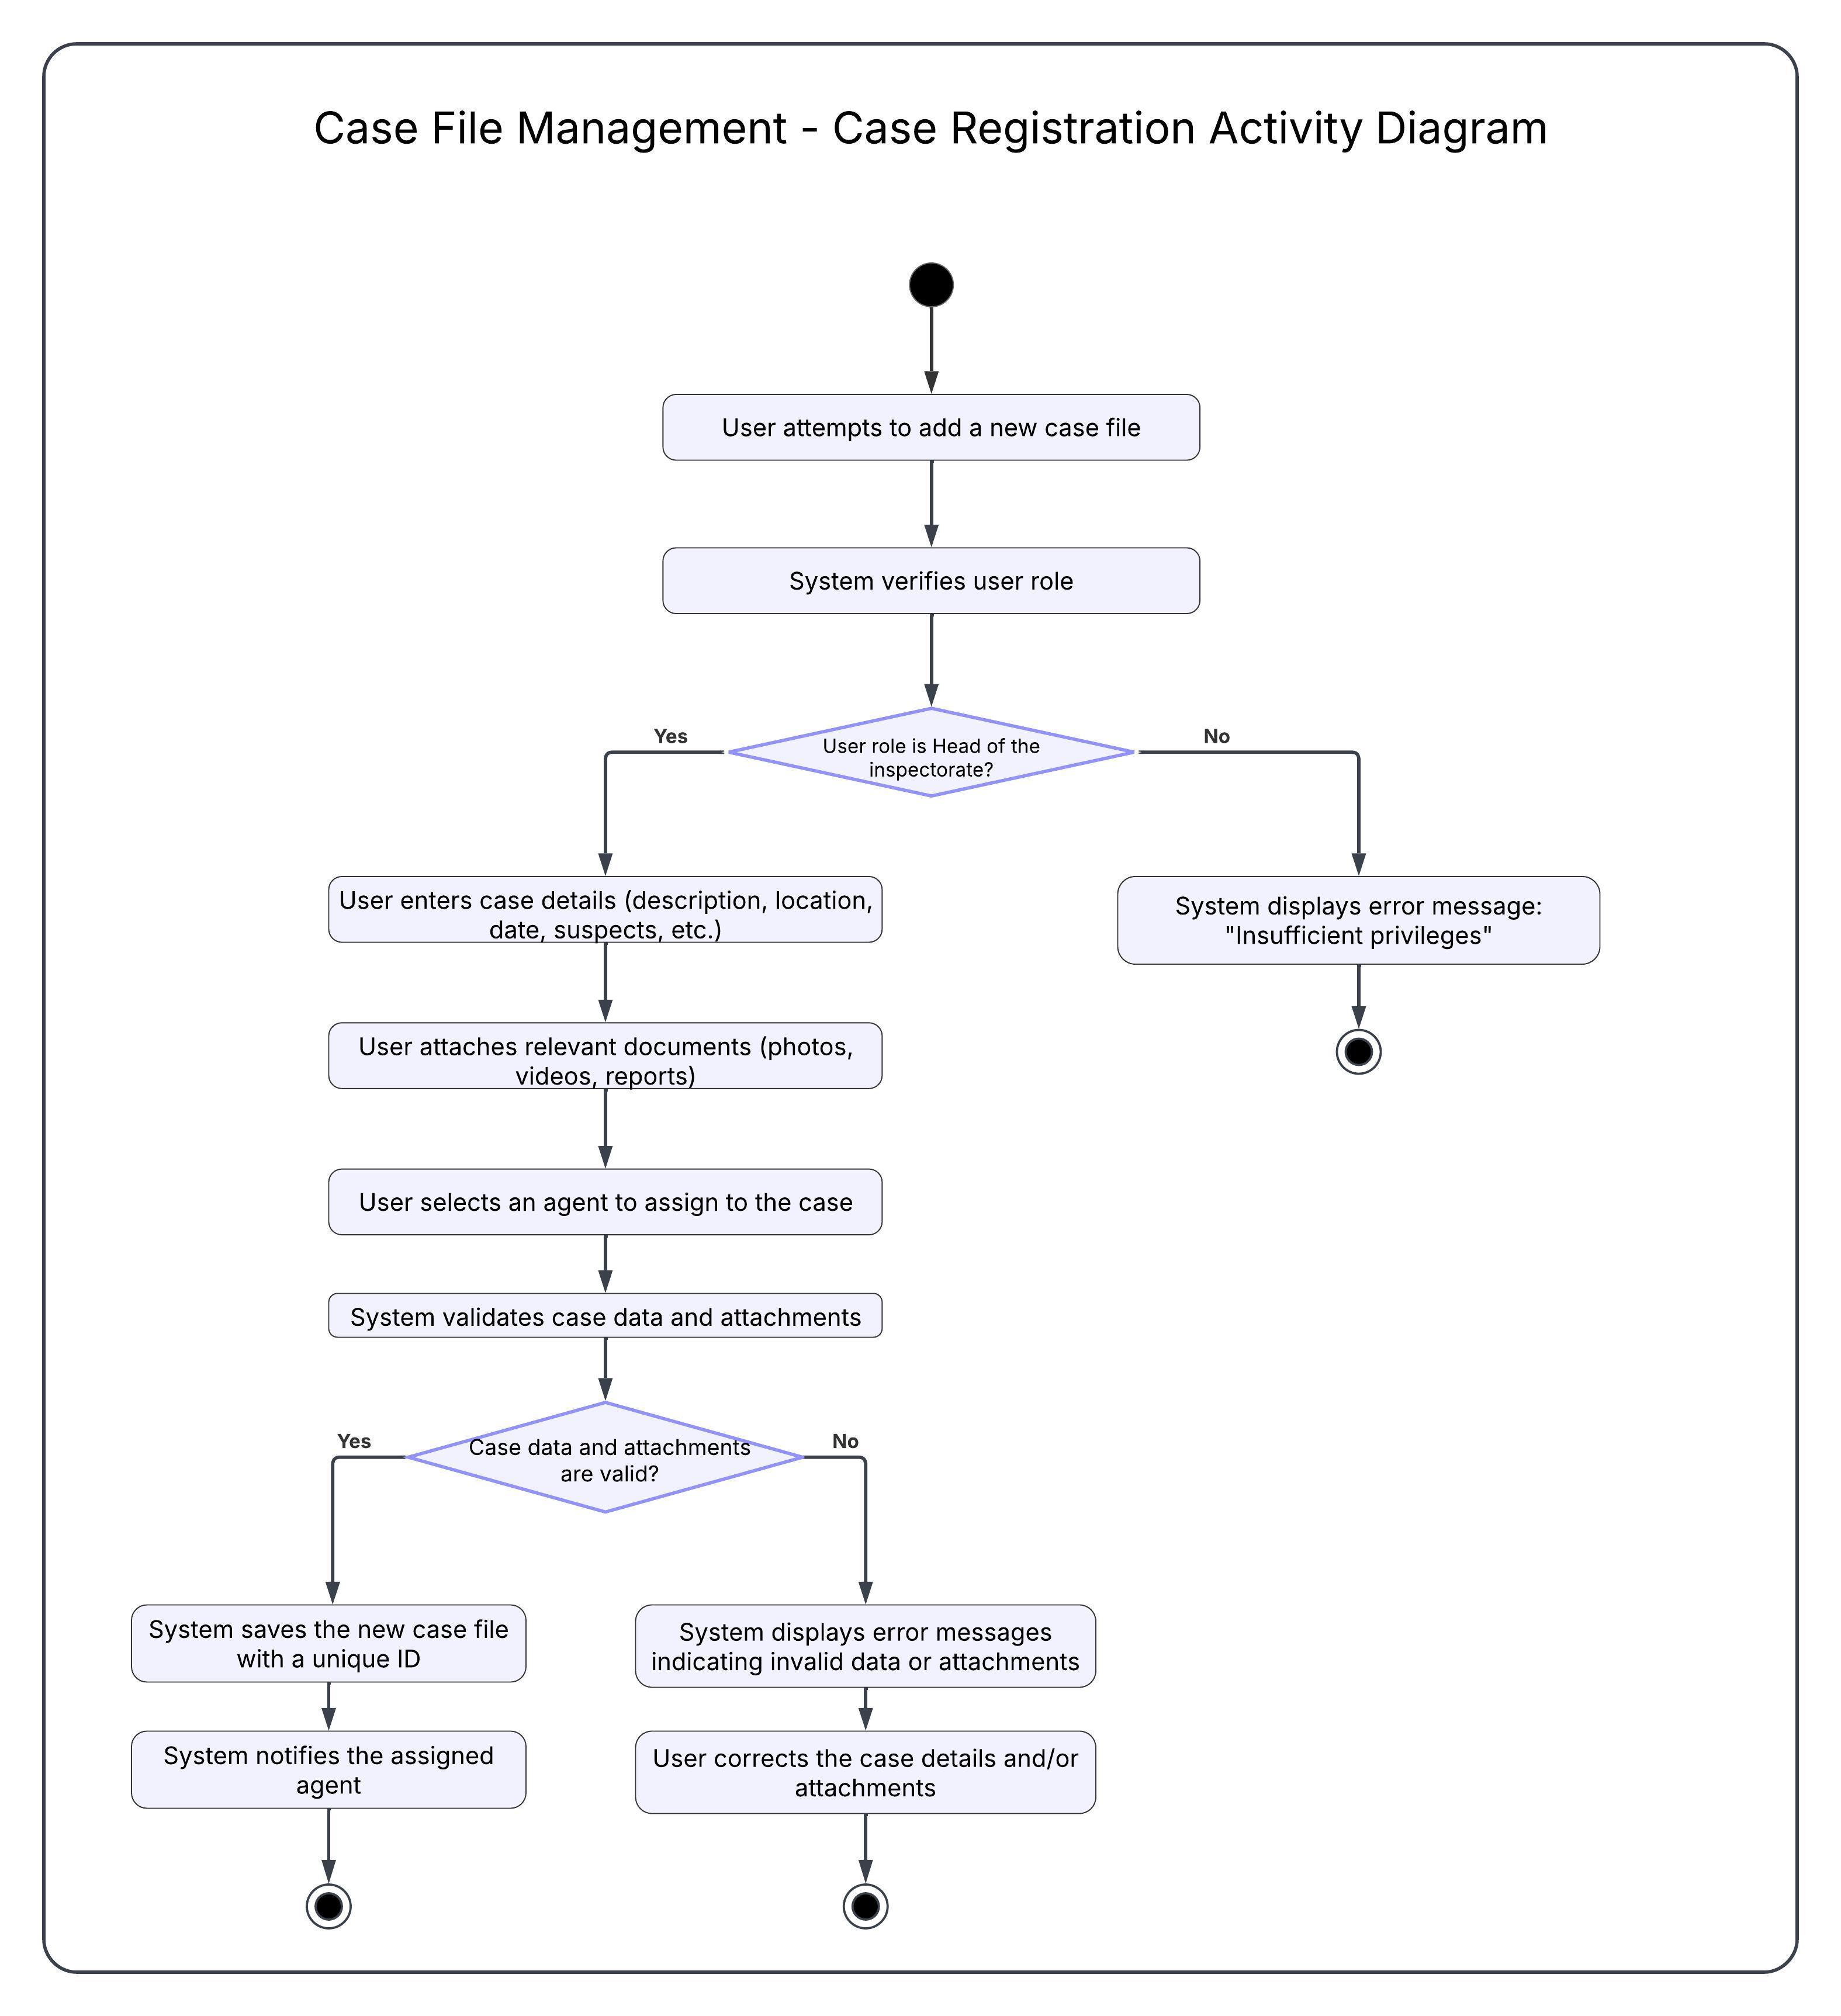 Case File Management - Case Registration Activity Diagram
User attempts to add a new case file
System verifies user role
Yes
User role is Head of the
inspectorate?
No
User enters case details (description, location,
date, suspects, etc.)
System displays error message:
"Insufficient privileges"
User attaches relevant documents (photos,
videos, reports)
User selects an agent to assign to the case
System validates case data and attachments
Yes
Case data and attachments
are valid?
No
System saves the new case file
with a unique ID
System displays error messages
indicating invalid data or attachments
System notifies the assigned
agent
User corrects the case details and/or
attachments